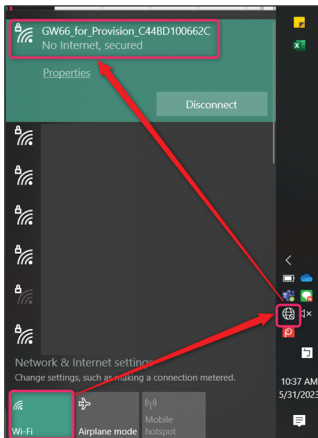 GW66_for_Provision_C44BD100662C
No Internet, secured
Properties
Disconnect
Network & Internet settings
Change settings, such as making a connection metered.
Wi-Fi
Airplane mode
Mobile
hotspot
10:37 AM
5/31/2023